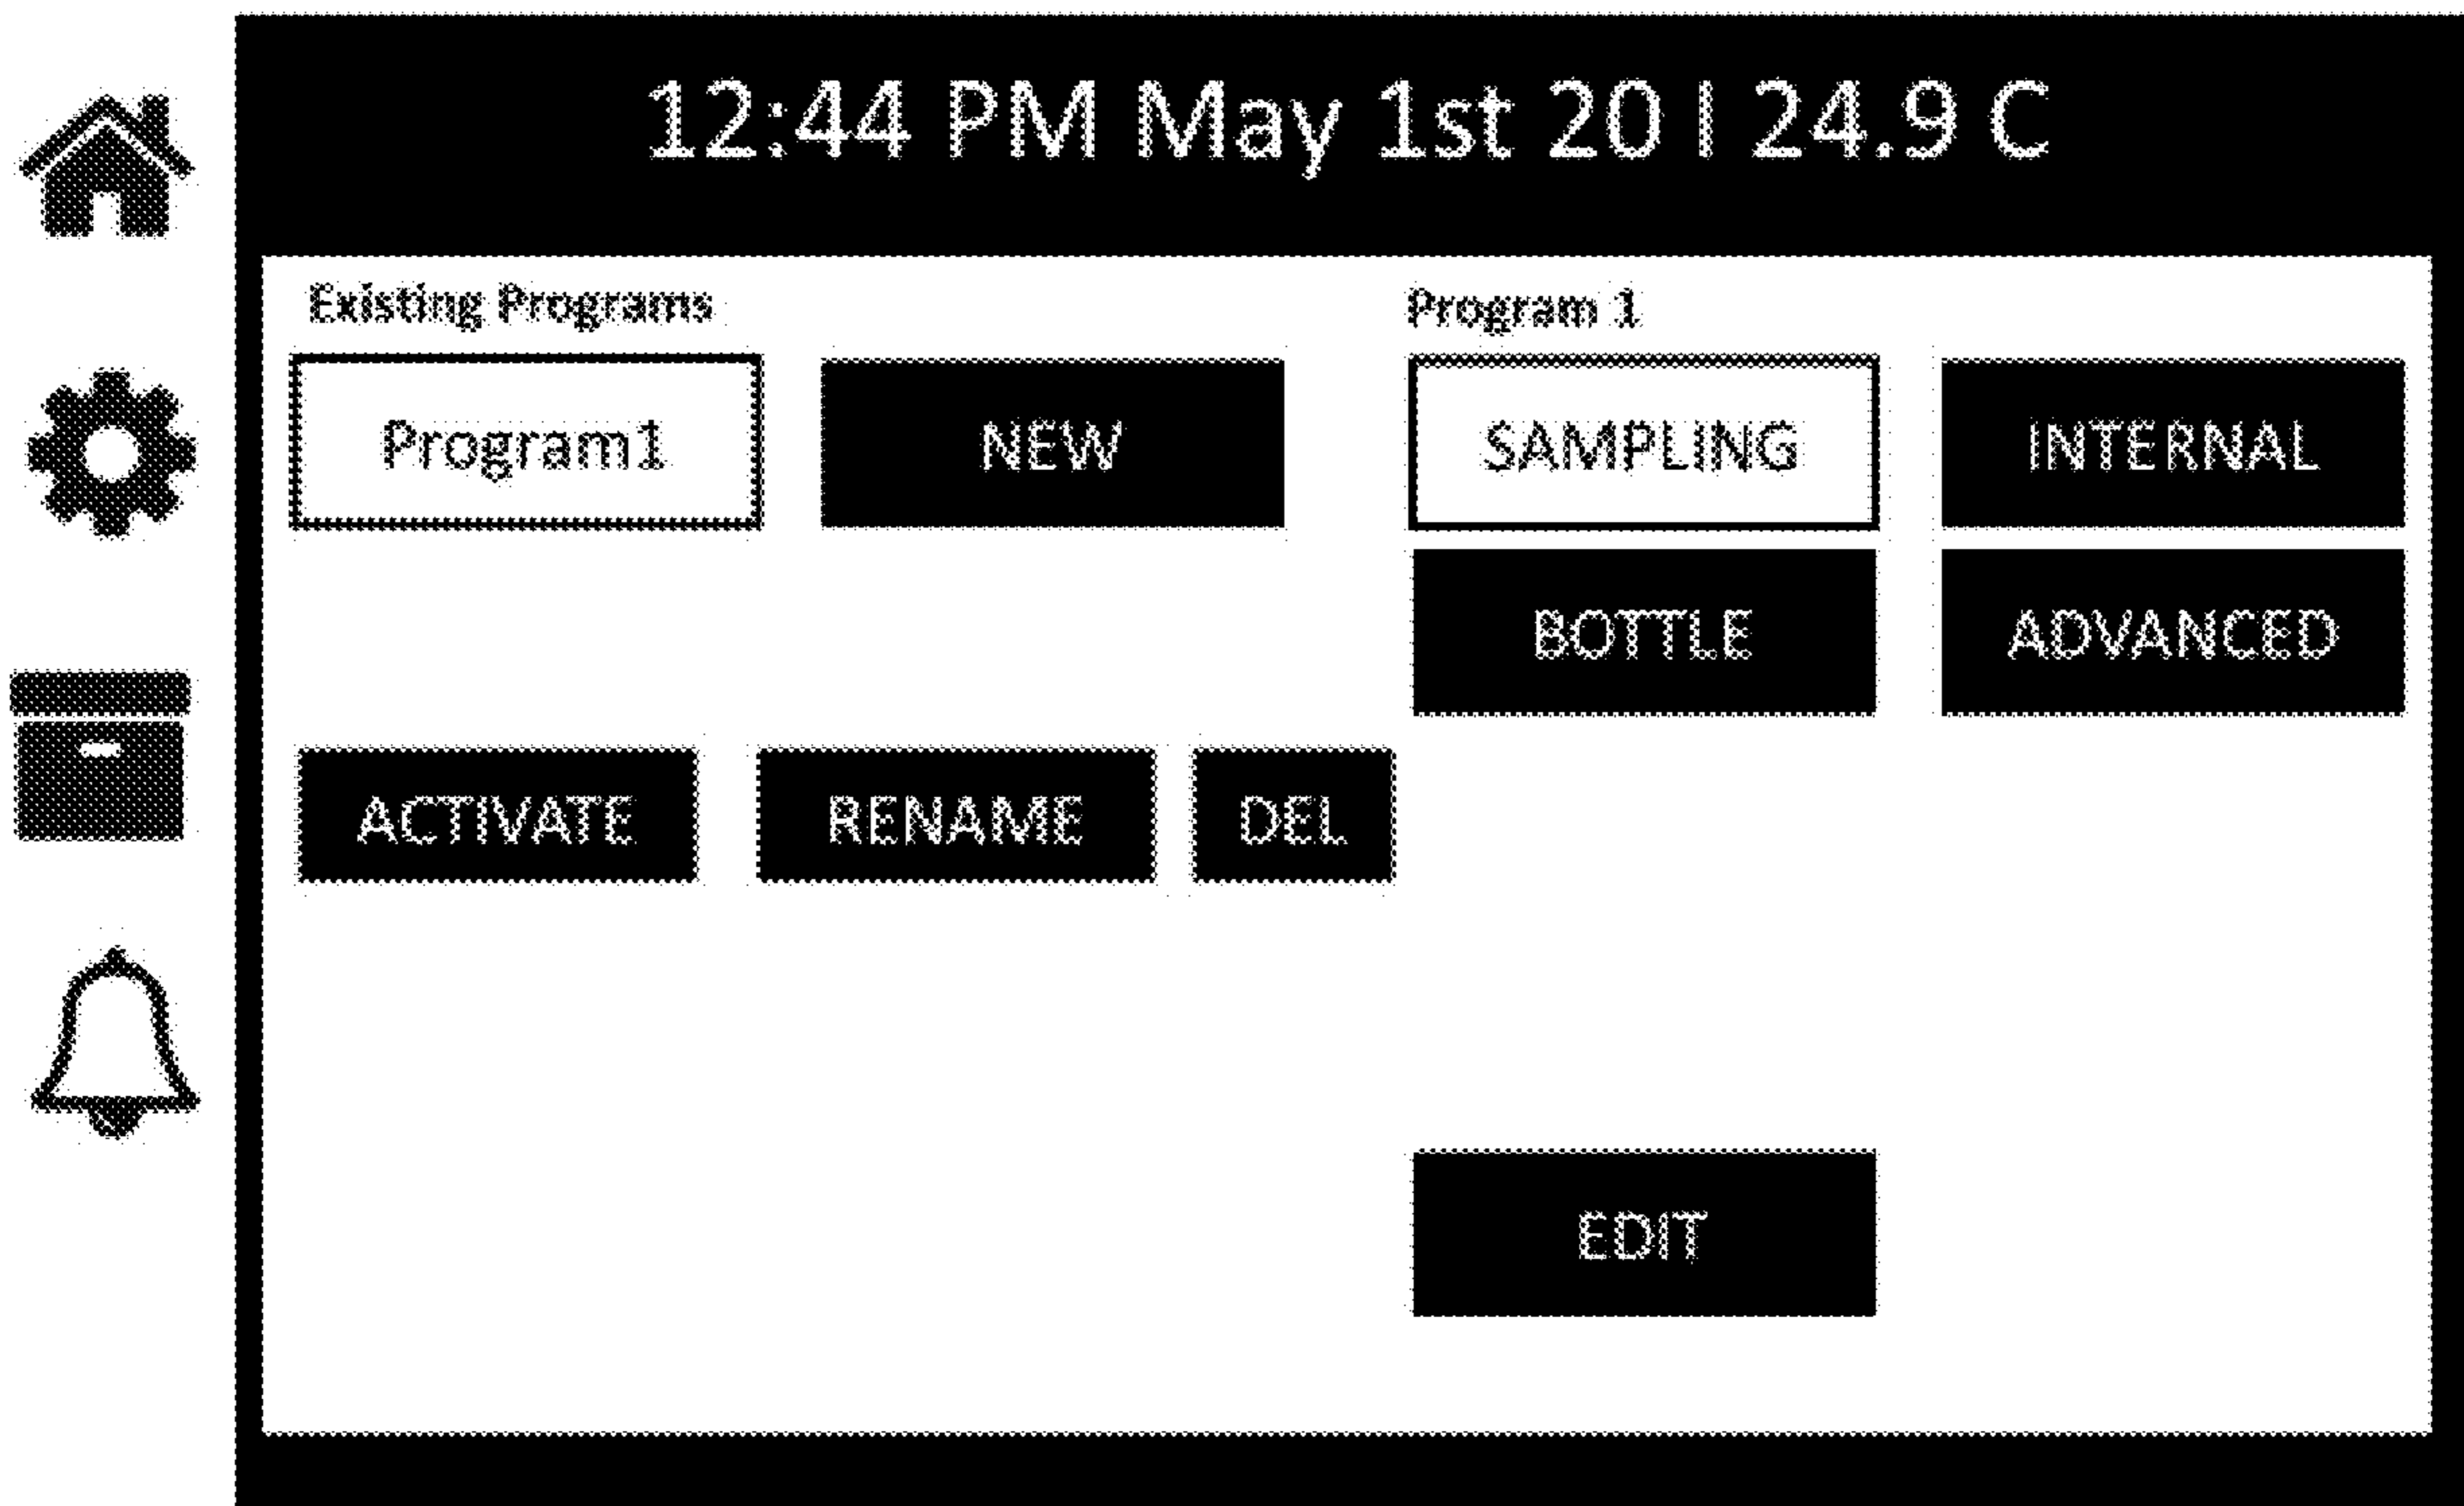 12:44 PM May 1st 20 I 24.9 C
Existing Programs
Program 1
Program1
NEW
SAMPLING
INTERNAL
BOTTLE
ADVANCED
ACTIVATE
RENAME
DEL
EDIT